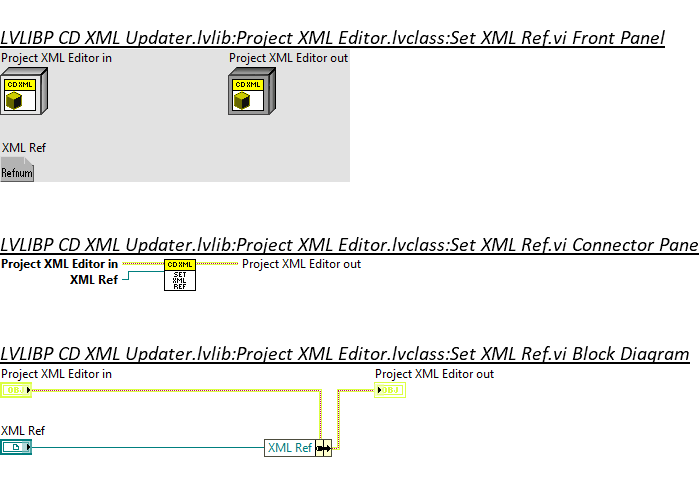 LVLIBP CD XML Updater.lvlib:Project XML Editor.lvclass:Set XML Ref.vi Front Panel
Project XML Editor in
Project XML Editor out
CD XML
CD XML
XML Ref
Refnum
LVLIBP CD XML Updater.lvlib:Project XML Editor.lvclass:Set XML Ref.vi Connector Pane
Project XML Editor in
CD XML
Project XML Editor out
XML Ref
SET
XML
REF
LVLIBP CD XML Updater.lvlib:Project XML Editor.lvclass:Set XML Ref.vi Block Diagram
Project XML Editor in
Project XML Editor out
OBJ
OBJ
XML Ref
XML Ref